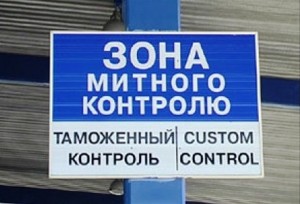 ЗОНА
МИТНОГО
КОНТРОЛЮ
ТАМОЖЕННЫЙ CUSTOM
КОНТРОЛЬ CONTROL